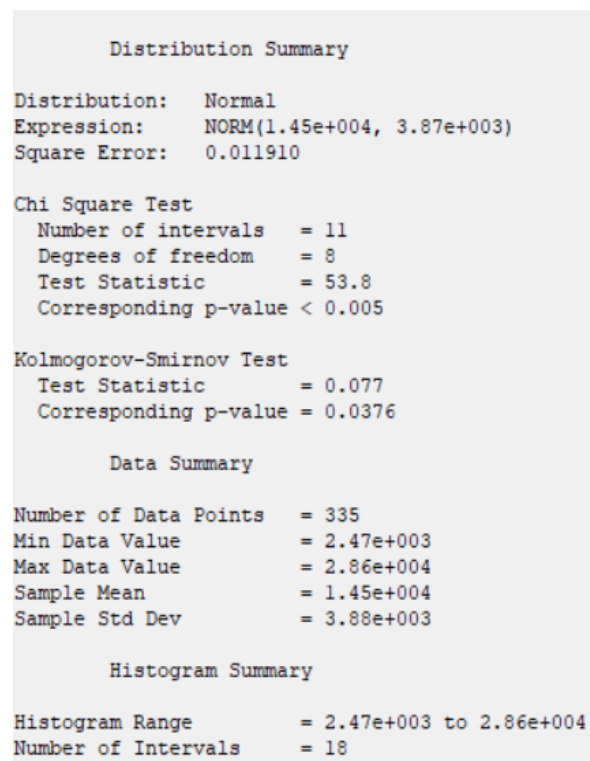 Distribution Summary
Distribution: Normal
Expression: NORM(1.45e+004, 3.87e+003)
Square Error: 0.011910
Chi Square Test
Number of intervals = 11
Degrees of freedom = 8
Test Statistic = 53.8
Corresponding p-value < 0.005
Kolmogorov-Smirnov Test
Test Statistic = 0.077
Corresponding p-value = 0.0376
Data Summary
Number of Data Points = 335
Min Data Value = 2.47e+003
Max Data Value = 2.86e+004
Sample Mean = 1.45e+004
Sample Std Dev = 3.88e+003
Histogram Summary
Histogram Range = 2.47e+003 to 2.86e+004
Number of Intervals = 18